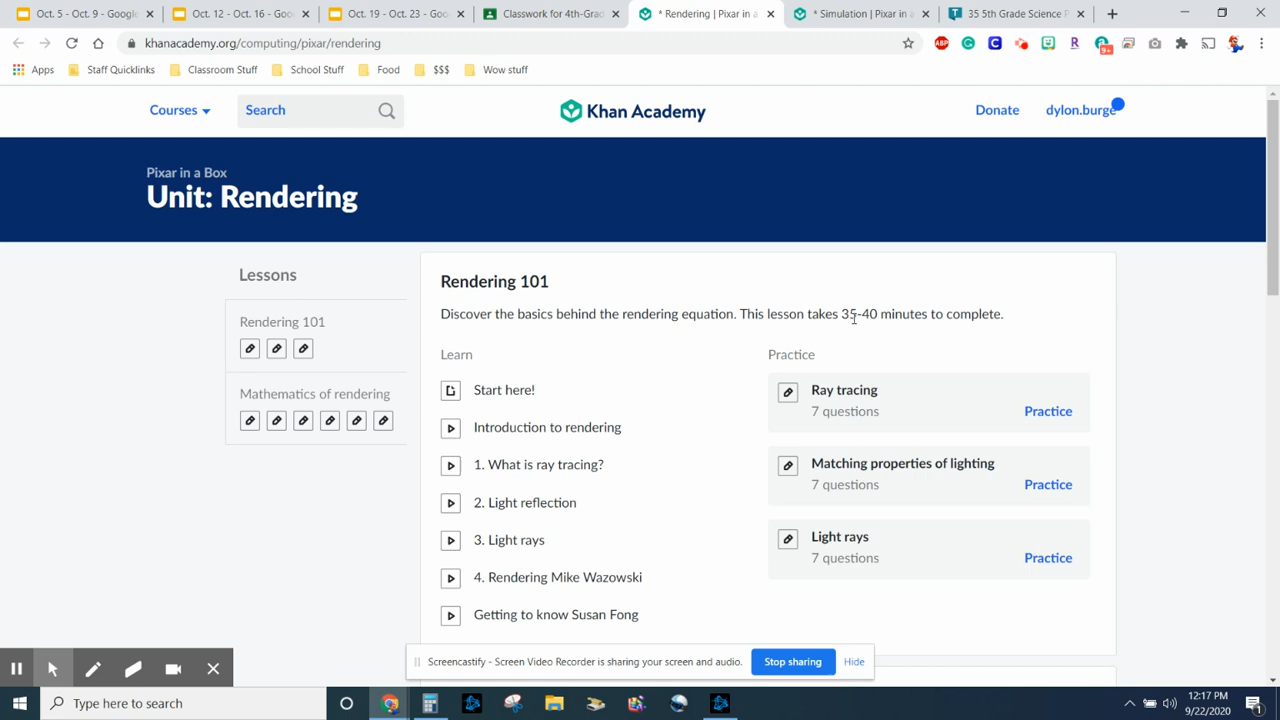 Oct. 5 - Oct. 9 - Google
Oct. 12 - Oct. 16 - Goo
Oct. 19 - Oct. 23 - Goo
Classwork for 4th-Grad
* Rendering | Pixar in a
* Simulation | Pixar in a
35 5th Grade Science P
khanacademy.org/computing/pixar/rendering
ABP
9+
Apps
Staff Quicklinks
Classroom Stuff
School Stuff
Food
$$$
Wow stuff
Courses
Search
Khan Academy
Donate
dylon.burge
Pixar in a Box
Unit: Rendering
Lessons
Rendering 101
Mathematics of rendering
Rendering 101
Discover the basics behind the rendering equation. This lesson takes 35-40 minutes to complete.
Learn
Start here!
Introduction to rendering
1. What is ray tracing?
2. Light reflection
3. Light rays
4. Rendering Mike Wazowski
Getting to know Susan Fong
Practice
Ray tracing
7 questions
Practice
Matching properties of lighting
7 questions
Practice
Light rays
7 questions
Practice
Screencastify - Screen Video Recorder is sharing your screen and audio.
Stop sharing
Hide
Type here to search
12:17 PM
9/22/2020
1